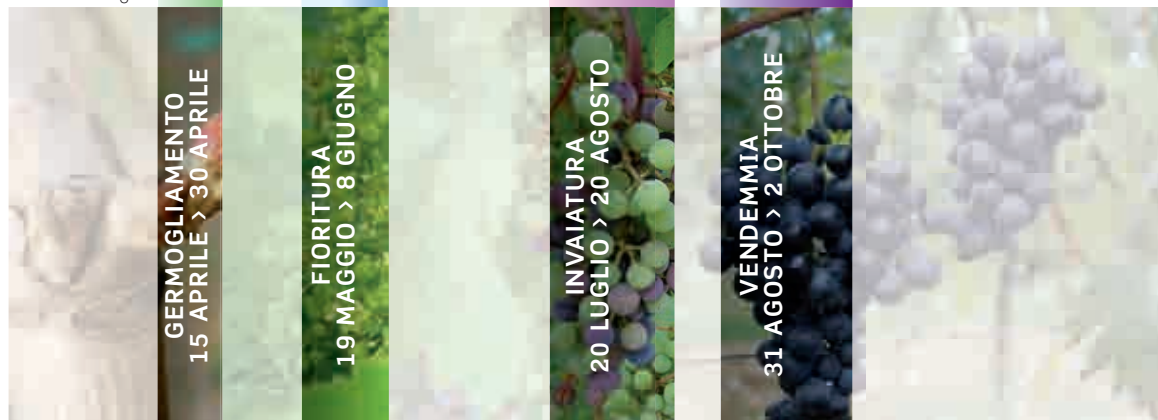 GERMOGLIAMENTO
15 APRILE > 30 APRILE
FIORITURA
19 MAGGIO > 8 GIUGNO
INVAIATURA
20 LUGLIO > 20 AGOSTO
VENDEMMIA
31 AGOSTO > 2 OTTOBRE